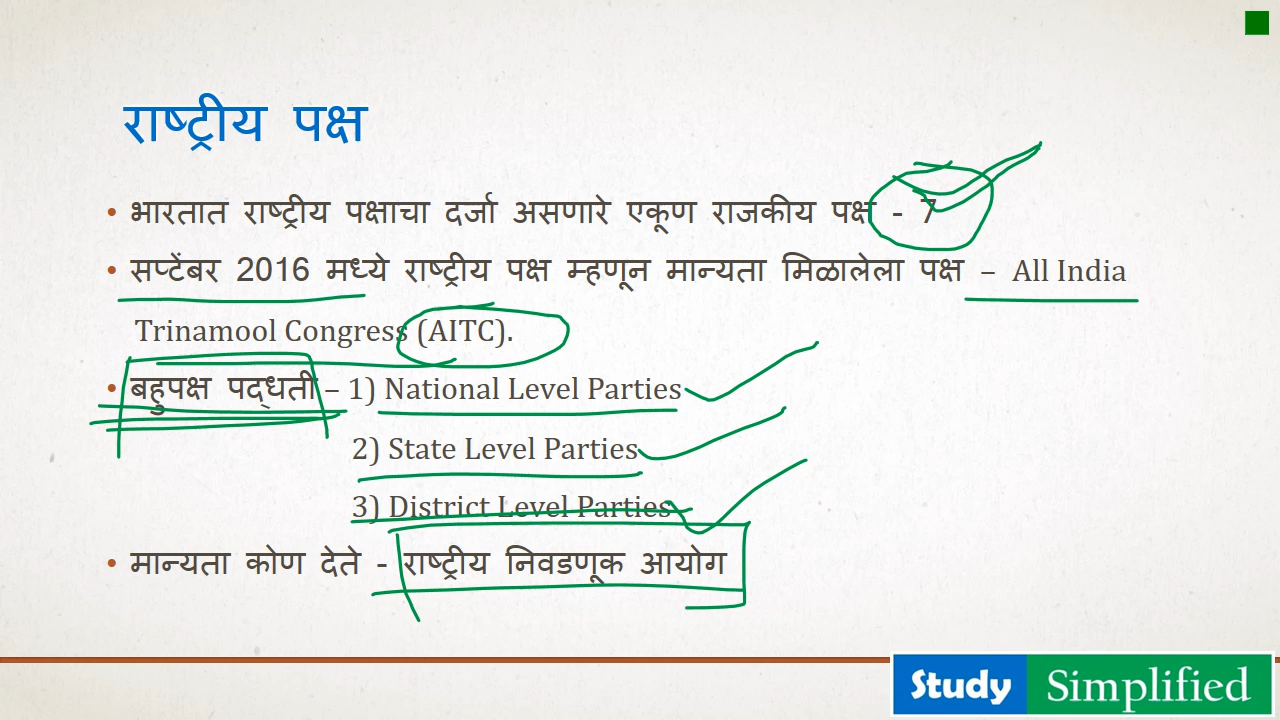 राष्ट्रीय पक्ष
• भारतात राष्ट्रीय पक्षाचा दर्जा असणारे एकूण राजकीय पक्ष - 7
• सप्टेंबर 2016 मध्ये राष्ट्रीय पक्ष म्हणून मान्यता मिळालेला पक्ष – All India
Trinamool Congress (AITC).
• बहुपक्ष पद्धती – 1) National Level Parties
2) State Level Parties
3) District Level Parties
• मान्यता कोण देते - राष्ट्रीय निवडणूक आयोग
Study Simplified